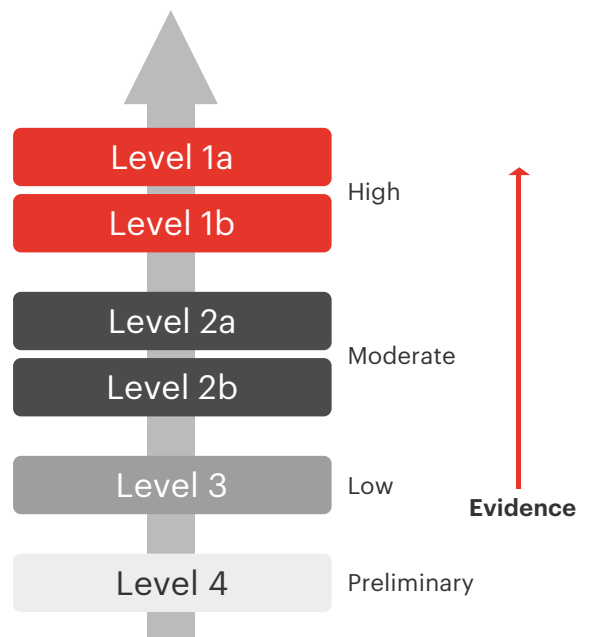 Level 1a
Level 1b
High
Level 2a
Level 2b
Moderate
Level 3
Low
Evidence
Level 4
Preliminary